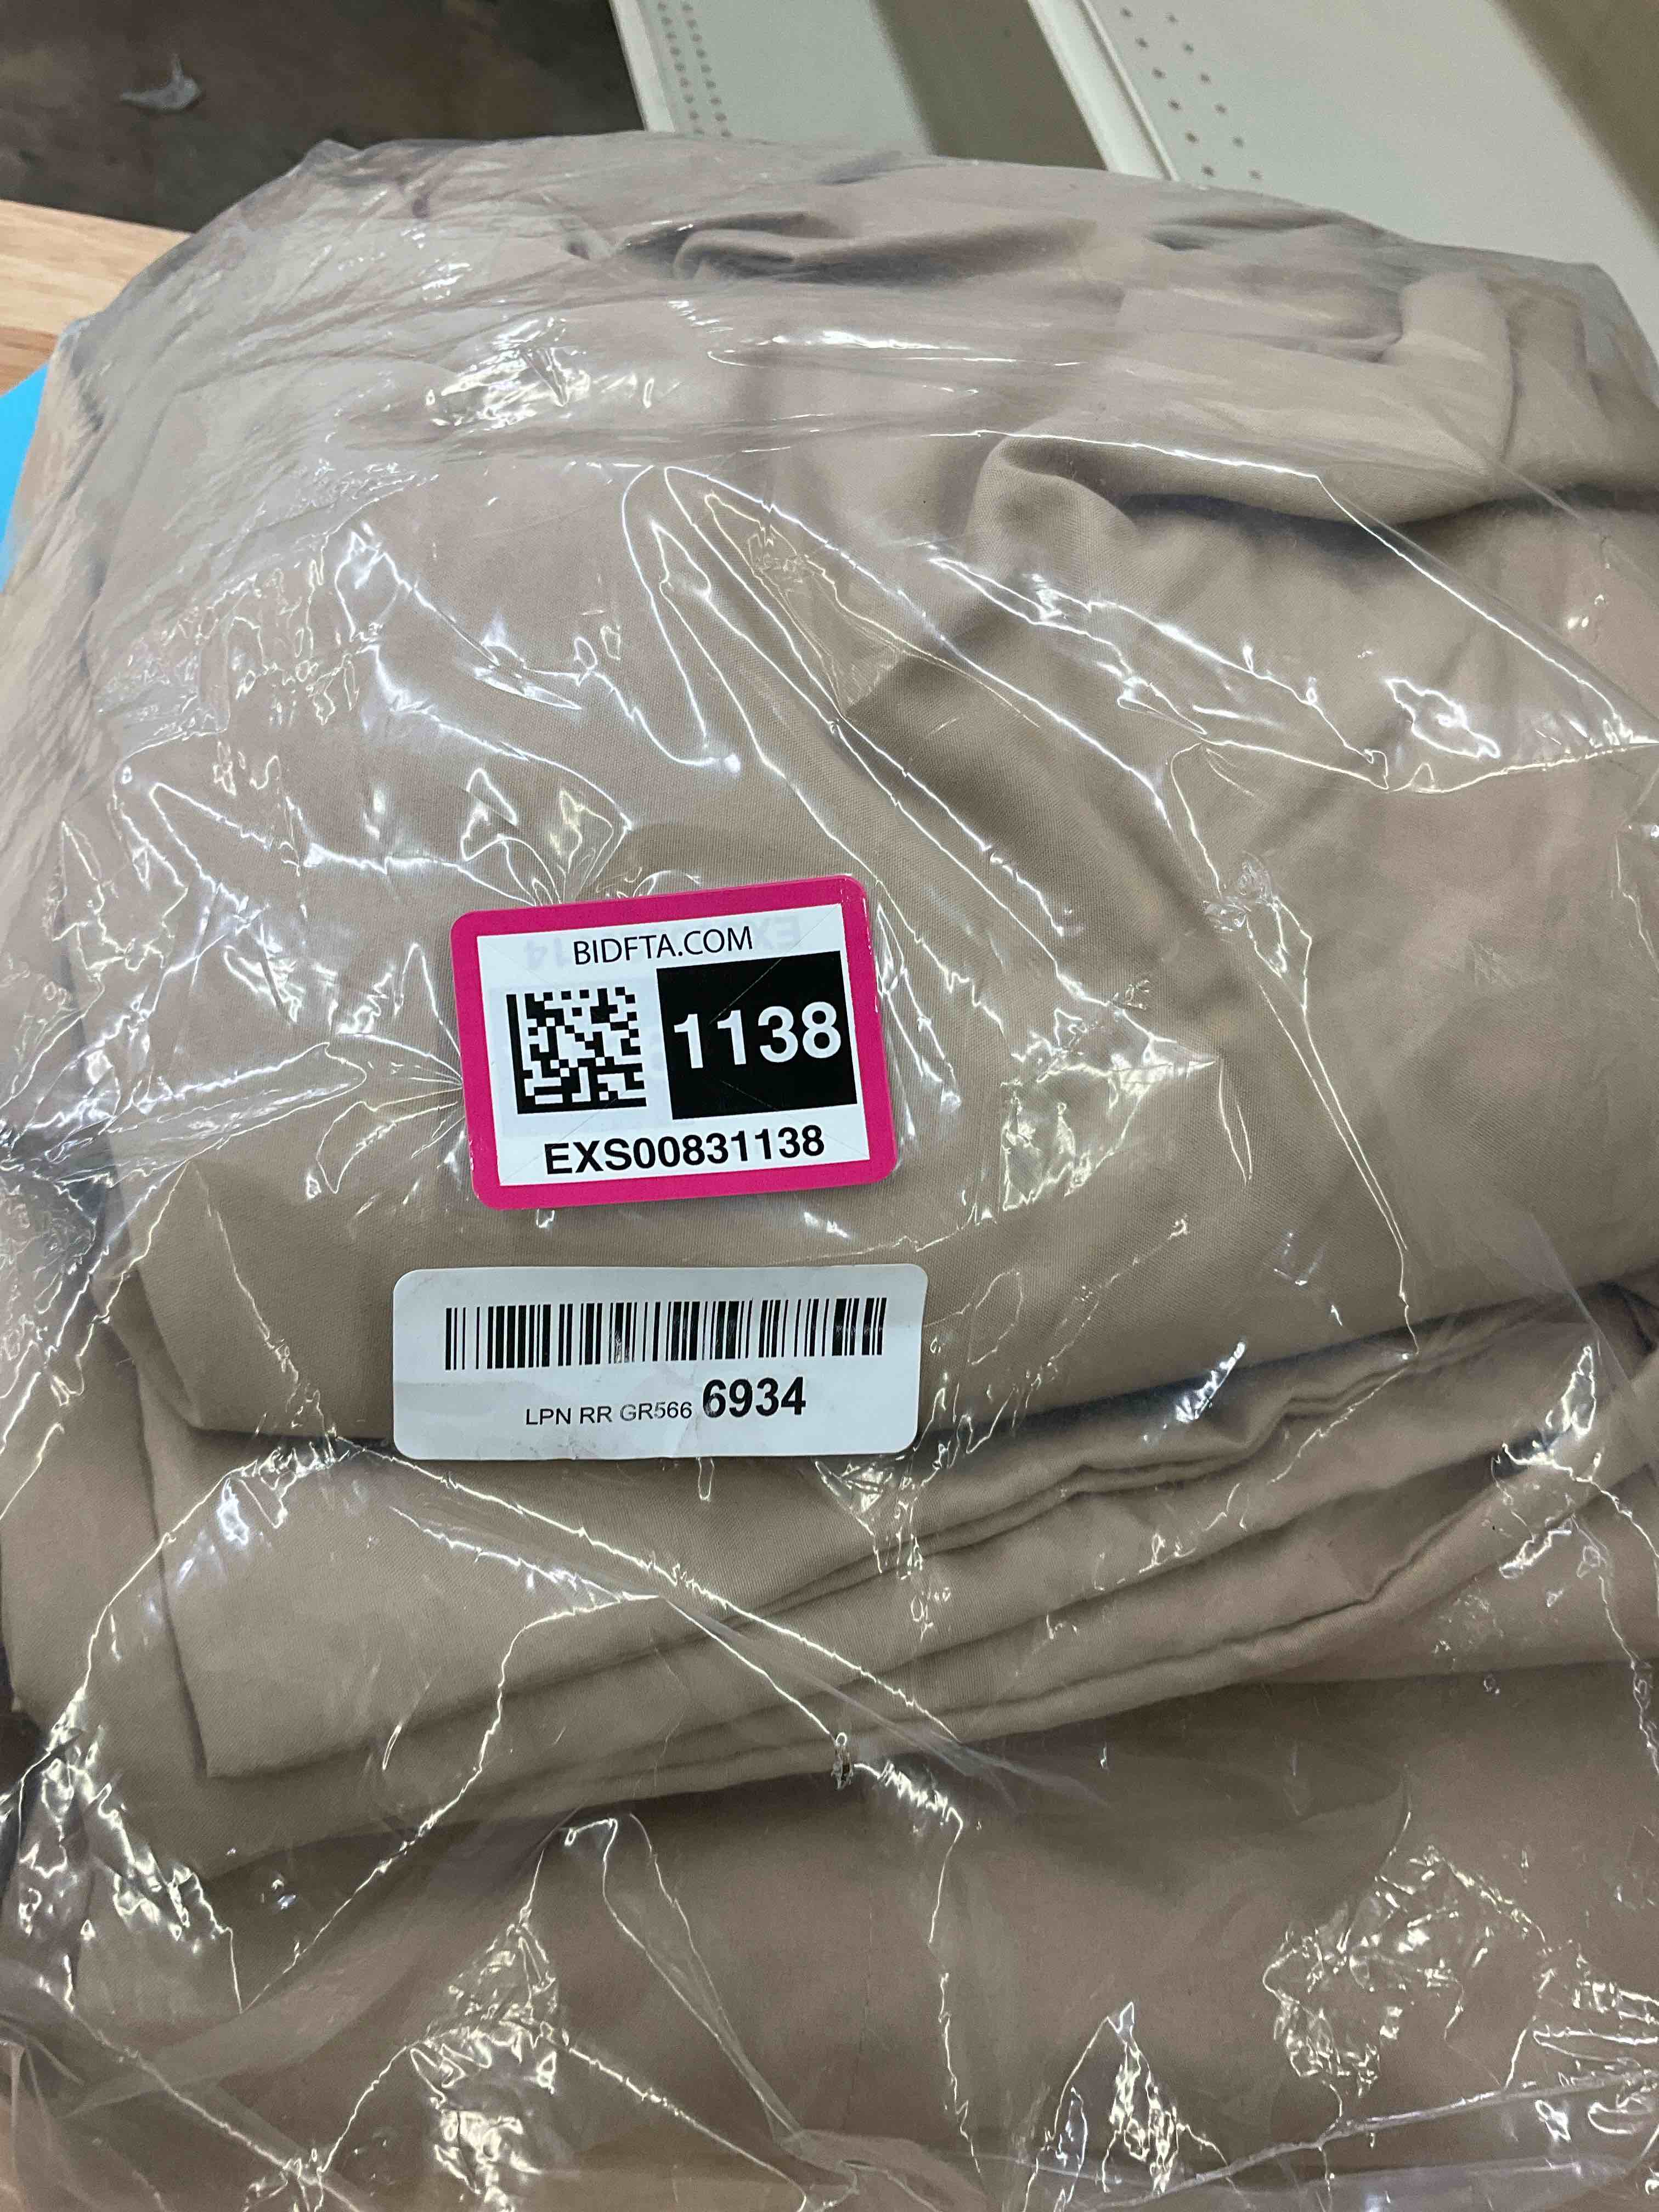 BIDFTA.COM
1138
EXS00831138
LPN RR GR566 6934